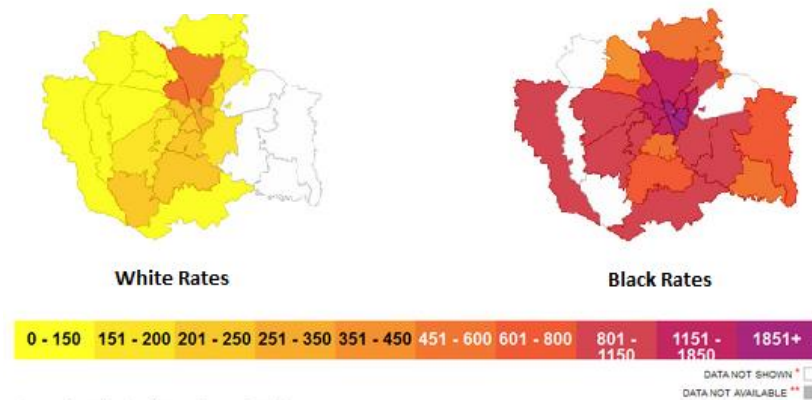 White Rates
Black Rates
0 - 150 151 - 200 201 - 250 251 - 350 351 - 450 451 - 600 601 - 800 801 - 1150 1151 - 1850 1851+
DATA NOT SHOWN *
DATA NOT AVAILABLE **